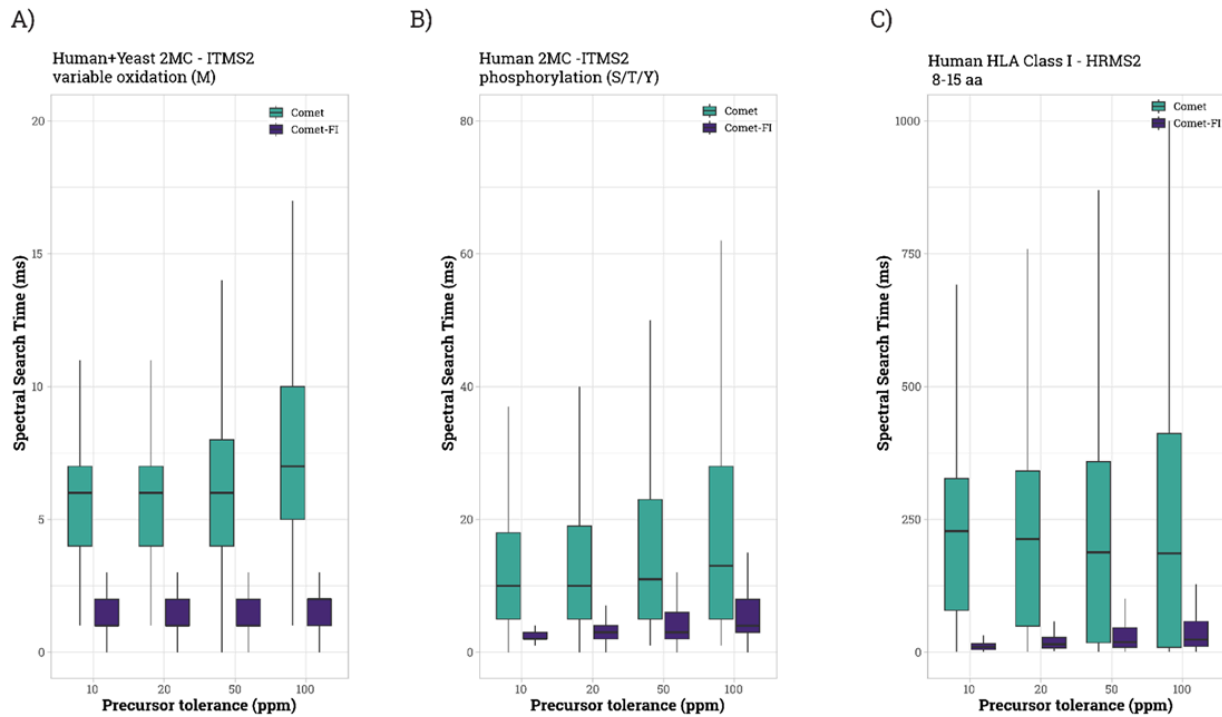 A)
Human+Yeast 2MC - ITMS2
variable oxidation (M)
Comet
Comet-FI
Spectral Search Time (ms)
20
15
10
5
0
10 20 50 100
Precursor tolerance (ppm)
B)
Human 2MC -ITMS2
phosphorylation (S/T/Y)
Comet
Comet-FI
Spectral Search Time (ms)
80
60
40
20
0
10 20 50 100
Precursor tolerance (ppm)
C)
Human HLA Class I - HRMS2
8-15 aa
Comet
Comet-FI
Spectral Search Time (ms)
1000
750
500
250
0
10 20 50 100
Precursor tolerance (ppm)